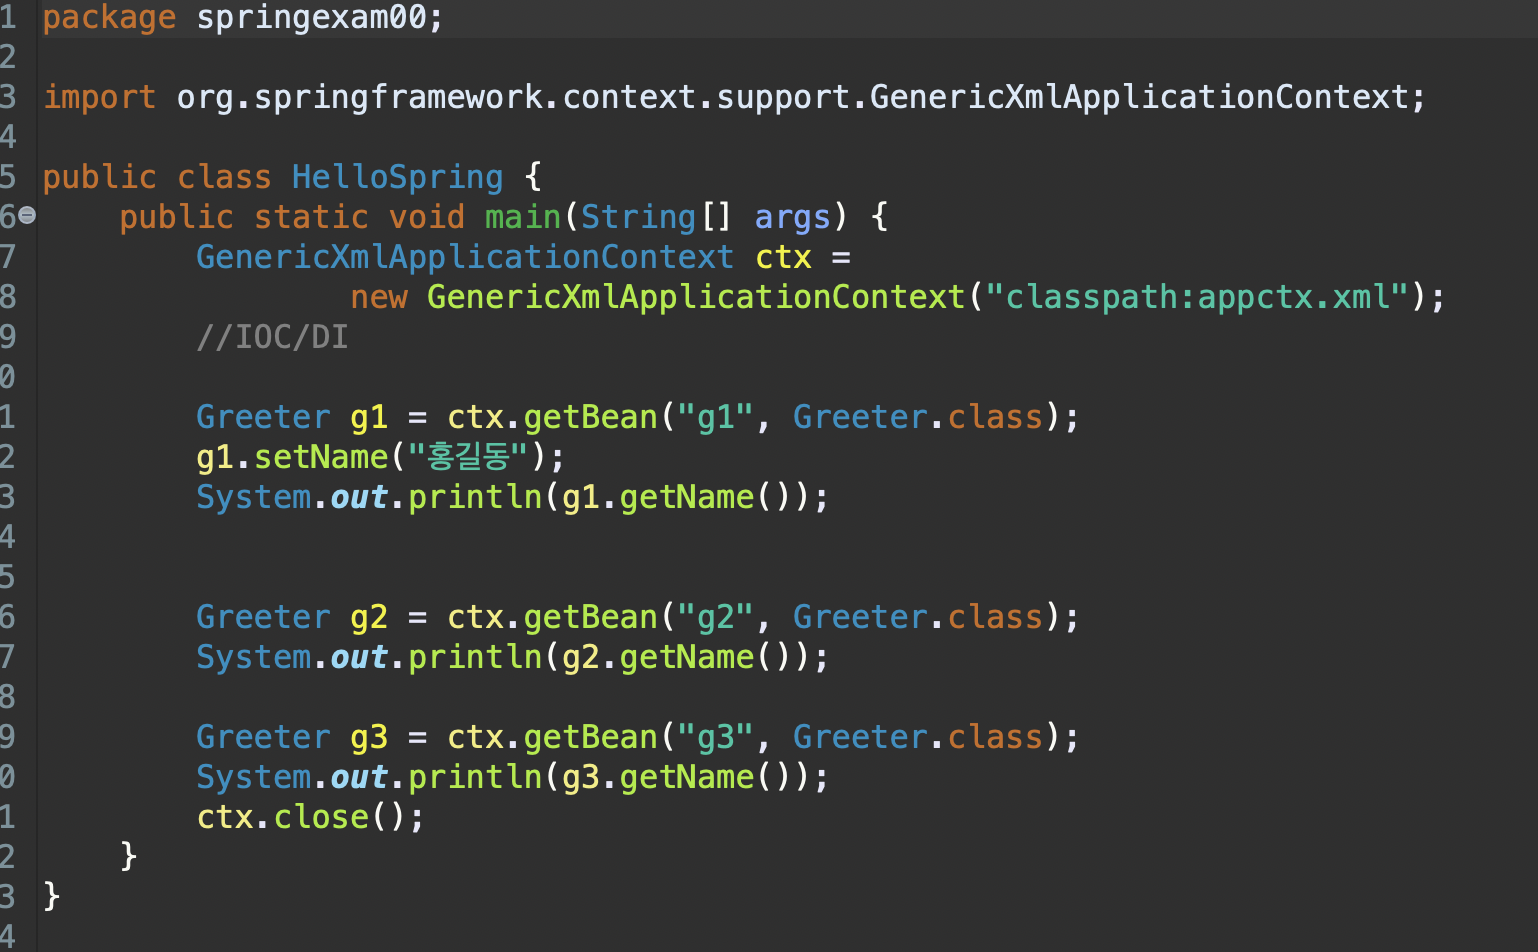 1 package springexam00;
2
3 import org.springframework.context.support.GenericXmlApplicationContext;
4
5 public class HelloSpring {
6 public static void main(String[] args) {
7 GenericXmlApplicationContext ctx =
8 new GenericXmlApplicationContext("classpath:appctx.xml");
9 //IOC/DI
0
1 Greeter g1 = ctx.getBean("g1", Greeter.class);
2 g1.setName("홍길동");
3 System.out.println(g1.getName());
4
5
6 Greeter g2 = ctx.getBean("g2", Greeter.class);
7 System.out.println(g2.getName());
8
9 Greeter g3 = ctx.getBean("g3", Greeter.class);
0 System.out.println(g3.getName());
1 ctx.close();
2 }
3 }
4